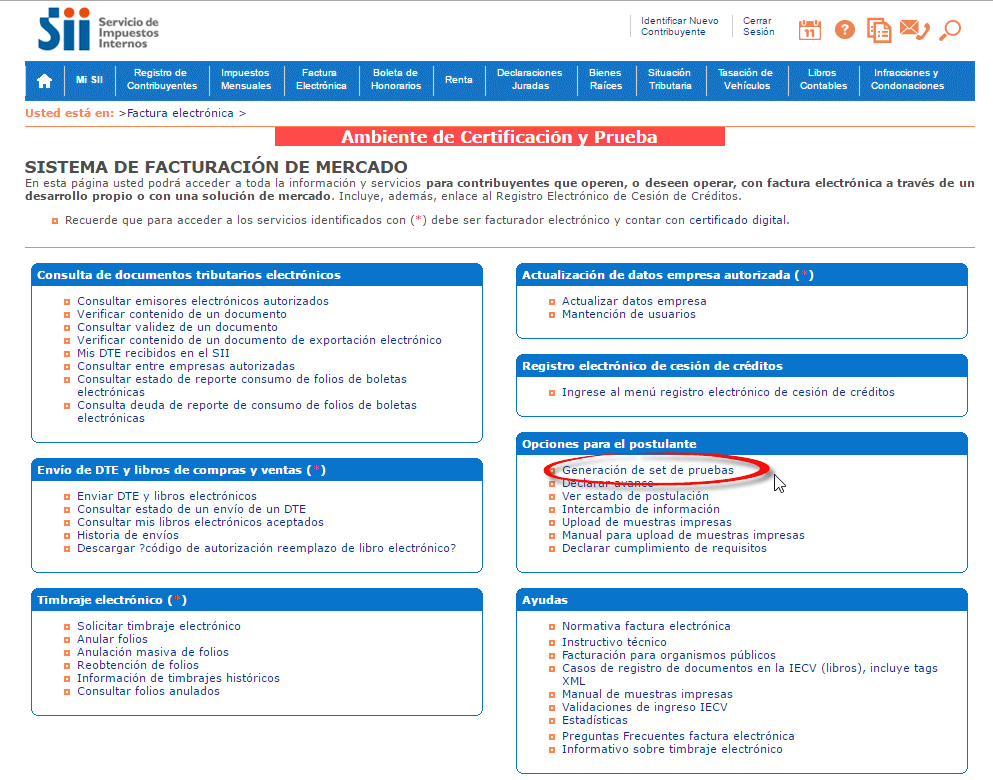 sii Servicio de
Impuestos
Internos
Identificar Nuevo
Contribuyente
Cerrar
Sesión
11
?
Mi SII
Registro de
Contribuyentes
Impuestos
Mensuales
Factura
Electrónica
Boleta de
Honorarios
Renta
Declaraciones
Juradas
Bienes
Raíces
Situación
Tributaria
Tasación de
Vehículos
Libros
Contables
Infracciones y
Condonaciones
Usted está en: >Factura electrónica >
Ambiente de Certificación y Prueba
SISTEMA DE FACTURACIÓN DE MERCADO
En esta página usted podrá acceder a toda la información y servicios para contribuyentes que operen, o deseen operar, con factura electrónica a través de un
desarrollo propio o con una solución de mercado. Incluye, además, enlace al Registro Electrónico de Cesión de Créditos.
Recuerde que para acceder a los servicios identificados con (*) debe ser facturador electrónico y contar con certificado digital.
Consulta de documentos tributarios electrónicos
Consultar emisores electrónicos autorizados
Verificar contenido de un documento
Consultar validez de un documento
Verificar contenido de un documento de exportación electrónico
Mis DTE recibidos en el SII
Consultar entre empresas autorizadas
Consultar estado de reporte consumo de folios de boletas
electrónicas
Consulta deuda de reporte de consumo de folios de boletas
electrónicas
Envío de DTE y libros de compras y ventas (*)
Enviar DTE y libros electrónicos
Consultar estado de un envío de un DTE
Consultar mis libros electrónicos aceptados
Historia de envíos
Descargar ?código de autorización reemplazo de libro electrónico?
Timbraje electrónico (*)
Solicitar timbraje electrónico
Anular folios
Anulación masiva de folios
Reobtención de folios
Información de timbrajes históricos
Consultar folios anulados
Actualización de datos empresa autorizada (*)
Actualizar datos empresa
Mantención de usuarios
Registro electrónico de cesión de créditos
Ingrese al menú registro electrónico de cesión de créditos
Opciones para el postulante
Generación de set de pruebas
Declarar avance
Ver estado de postulación
Intercambio de información
Upload de muestras impresas
Manual para upload de muestras impresas
Declarar cumplimiento de requisitos
Ayudas
Normativa factura electrónica
Instructivo técnico
Facturación para organismos públicos
Casos de registro de documentos en la IECV (libros), incluye tags
XML
Manual de muestras impresas
Validaciones de ingreso IECV
Estadísticas
Preguntas Frecuentes factura electrónica
Informativo sobre timbraje electrónico